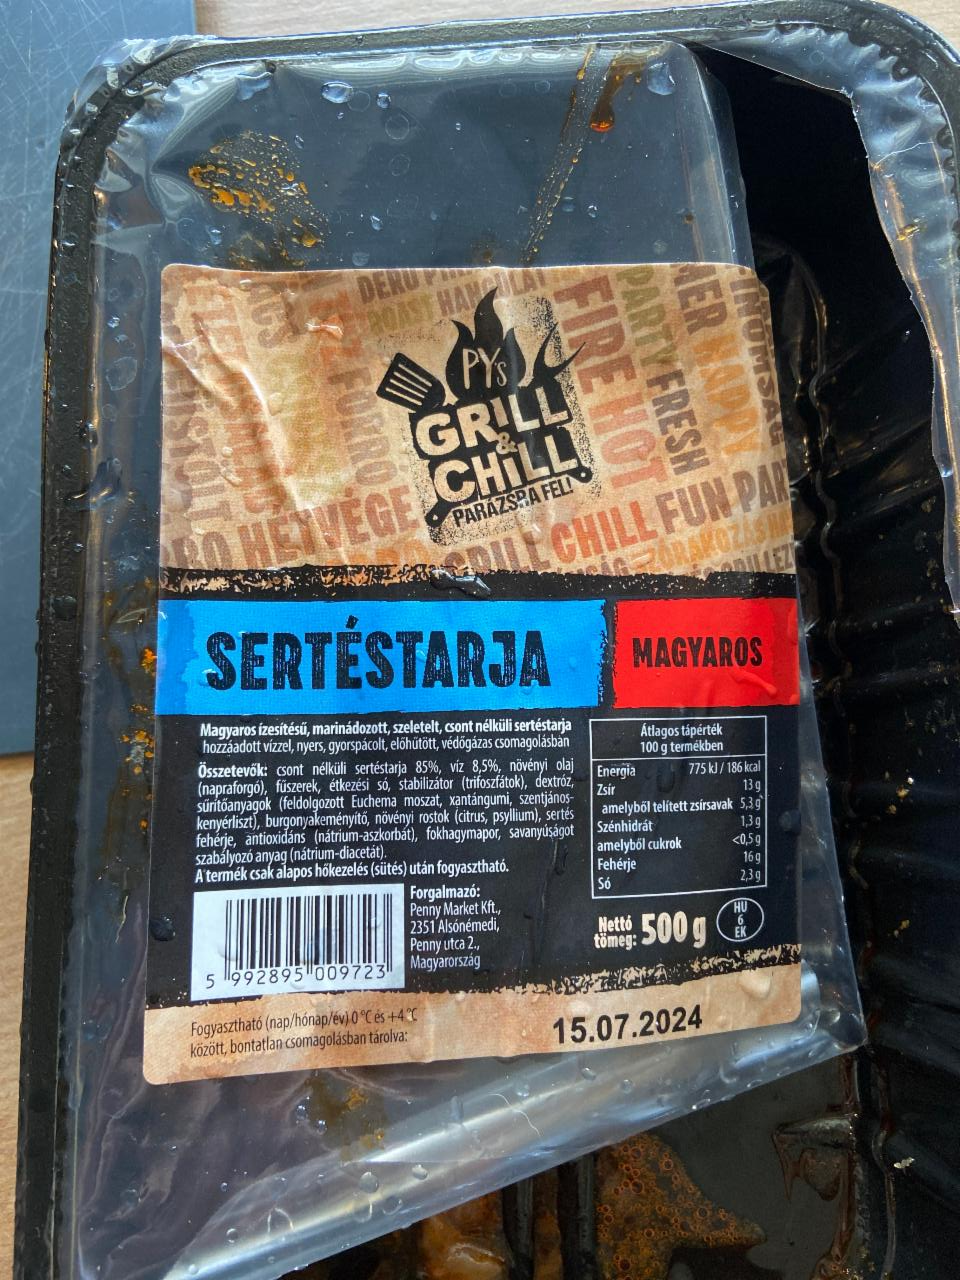 DERŰ
ROAST HANGULAT
FIRE HOT
PARTY FRESH
HAPPY
FORRÓ
PYs
GRILL
&
CHiLL
PARÁZSRA FEL!
HÉTVÉGE
GRILL CHILL FUN
SERTÉSTARJA
MAGYAROS
Magyaros ízesítésű, marinádozott, szeletelt, csont nélküli sertéstarja
hozzáadott vízzel, nyers, gyorspácolt, előhűtött, védőgázas csomagolásban
Összetevők: csont nélküli sertéstarja 85%, víz 8,5%, növényi olaj
(napraforgó), fűszerek, étkezési só, stabilizátor (trifoszfátok), dextróz,
sűrítőanyagok (feldolgozott Euchema moszat, xantángumi, szentjános-
kenyérliszt), burgonyakeményítő, növényi rostok (citrus, psyllium), sertés
fehérje, antioxidáns (nátrium-aszkorbát), fokhagymapor, savanyúságot
szabályozó anyag (nátrium-diacetát).
A termék csak alapos hőkezelés (sütés) után fogyasztható.
Átlagos tápérték
100 g termékben
Energia 775 kJ / 186 kcal
Zsír 13 g
amelyből telített zsírsavak 5,3 g
Szénhidrát 1,3 g
amelyből cukrok <0,5 g
Fehérje 16 g
Só 2,3 g
Forgalmazó:
Penny Market Kft.,
2351 Alsónémedi,
Penny utca 2.,
Magyarország
Nettó
tömeg: 500 g
HU
6
EK
5 992895 009723
Fogyasztható (nap/hónap/év) 0 °C és +4 °C
között, bontatlan csomagolásban tárolva:
15.07.2024